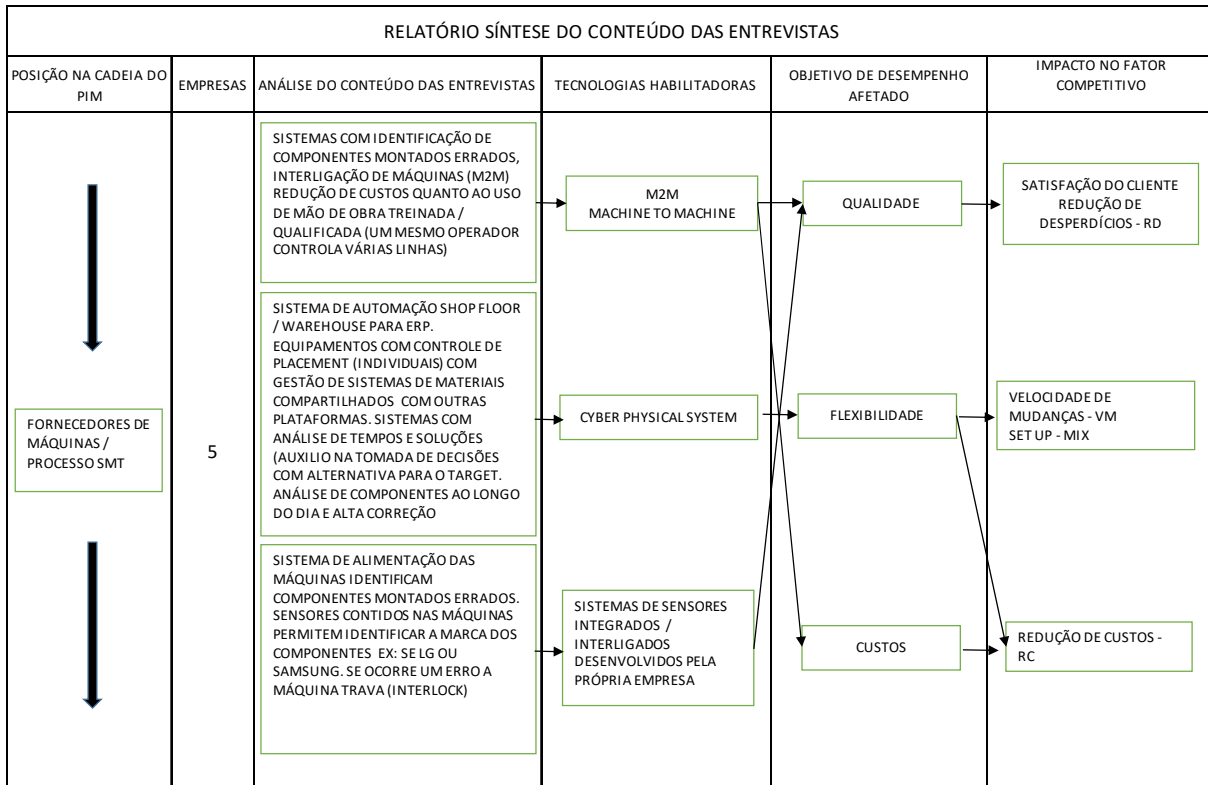 RELATÓRIO SÍNTESE DO CONTEÚDO DAS ENTREVISTAS
POSIÇÃO NA CADEIA DO
PIM
EMPRESAS
ANÁLISE DO CONTEÚDO DAS ENTREVISTAS
TECNOLOGIAS HABILITADORAS
OBJETIVO DE DESEMPENHO
AFETADO
IMPACTO NO FATOR
COMPETITIVO
FORNECEDORES DE
MÁQUINAS /
PROCESSO SMT
5
SISTEMAS COM IDENTIFICAÇÃO DE
COMPONENTES MONTADOS ERRADOS,
INTERLIGAÇÃO DE MÁQUINAS (M2M)
REDUÇÃO DE CUSTOS QUANTO AO USO
DE MÃO DE OBRA TREINADA /
QUALIFICADA (UM MESMO OPERADOR
CONTROLA VÁRIAS LINHAS)
M2M
MACHINE TO MACHINE
QUALIDADE
SATISFAÇÃO DO CLIENTE
REDUÇÃO DE
DESPERDÍCIOS - RD
SISTEMA DE AUTOMAÇÃO SHOP FLOOR
/ WAREHOUSE PARA ERP.
EQUIPAMENTOS COM CONTROLE DE
PLACEMENT (INDIVIDUAIS) COM
GESTÃO DE SISTEMAS DE MATERIAIS
COMPARTILHADOS COM OUTRAS
PLATAFORMAS. SISTEMAS COM
ANÁLISE DE TEMPOS E SOLUÇÕES
(AUXILIO NA TOMADA DE DECISÕES
COM ALTERNATIVA PARA O TARGET.
ANÁLISE DE COMPONENTES AO LONGO
DO DIA E ALTA CORREÇÃO
CYBER PHYSICAL SYSTEM
FLEXIBILIDADE
VELOCIDADE DE
MUDANÇAS - VM
SET UP - MIX
SISTEMA DE ALIMENTAÇÃO DAS
MÁQUINAS IDENTIFICAM
COMPONENTES MONTADOS ERRADOS.
SENSORES CONTIDOS NAS MÁQUINAS
PERMITEM IDENTIFICAR A MARCA DOS
COMPONENTES EX: SE LG OU
SAMSUNG. SE OCORRE UM ERRO A
MÁQUINA TRAVA (INTERLOCK)
SISTEMAS DE SENSORES
INTEGRADOS /
INTERLIGADOS
DESENVOLVIDOS PELA
PRÓPRIA EMPRESA
CUSTOS
REDUÇÃO DE CUSTOS -
RC